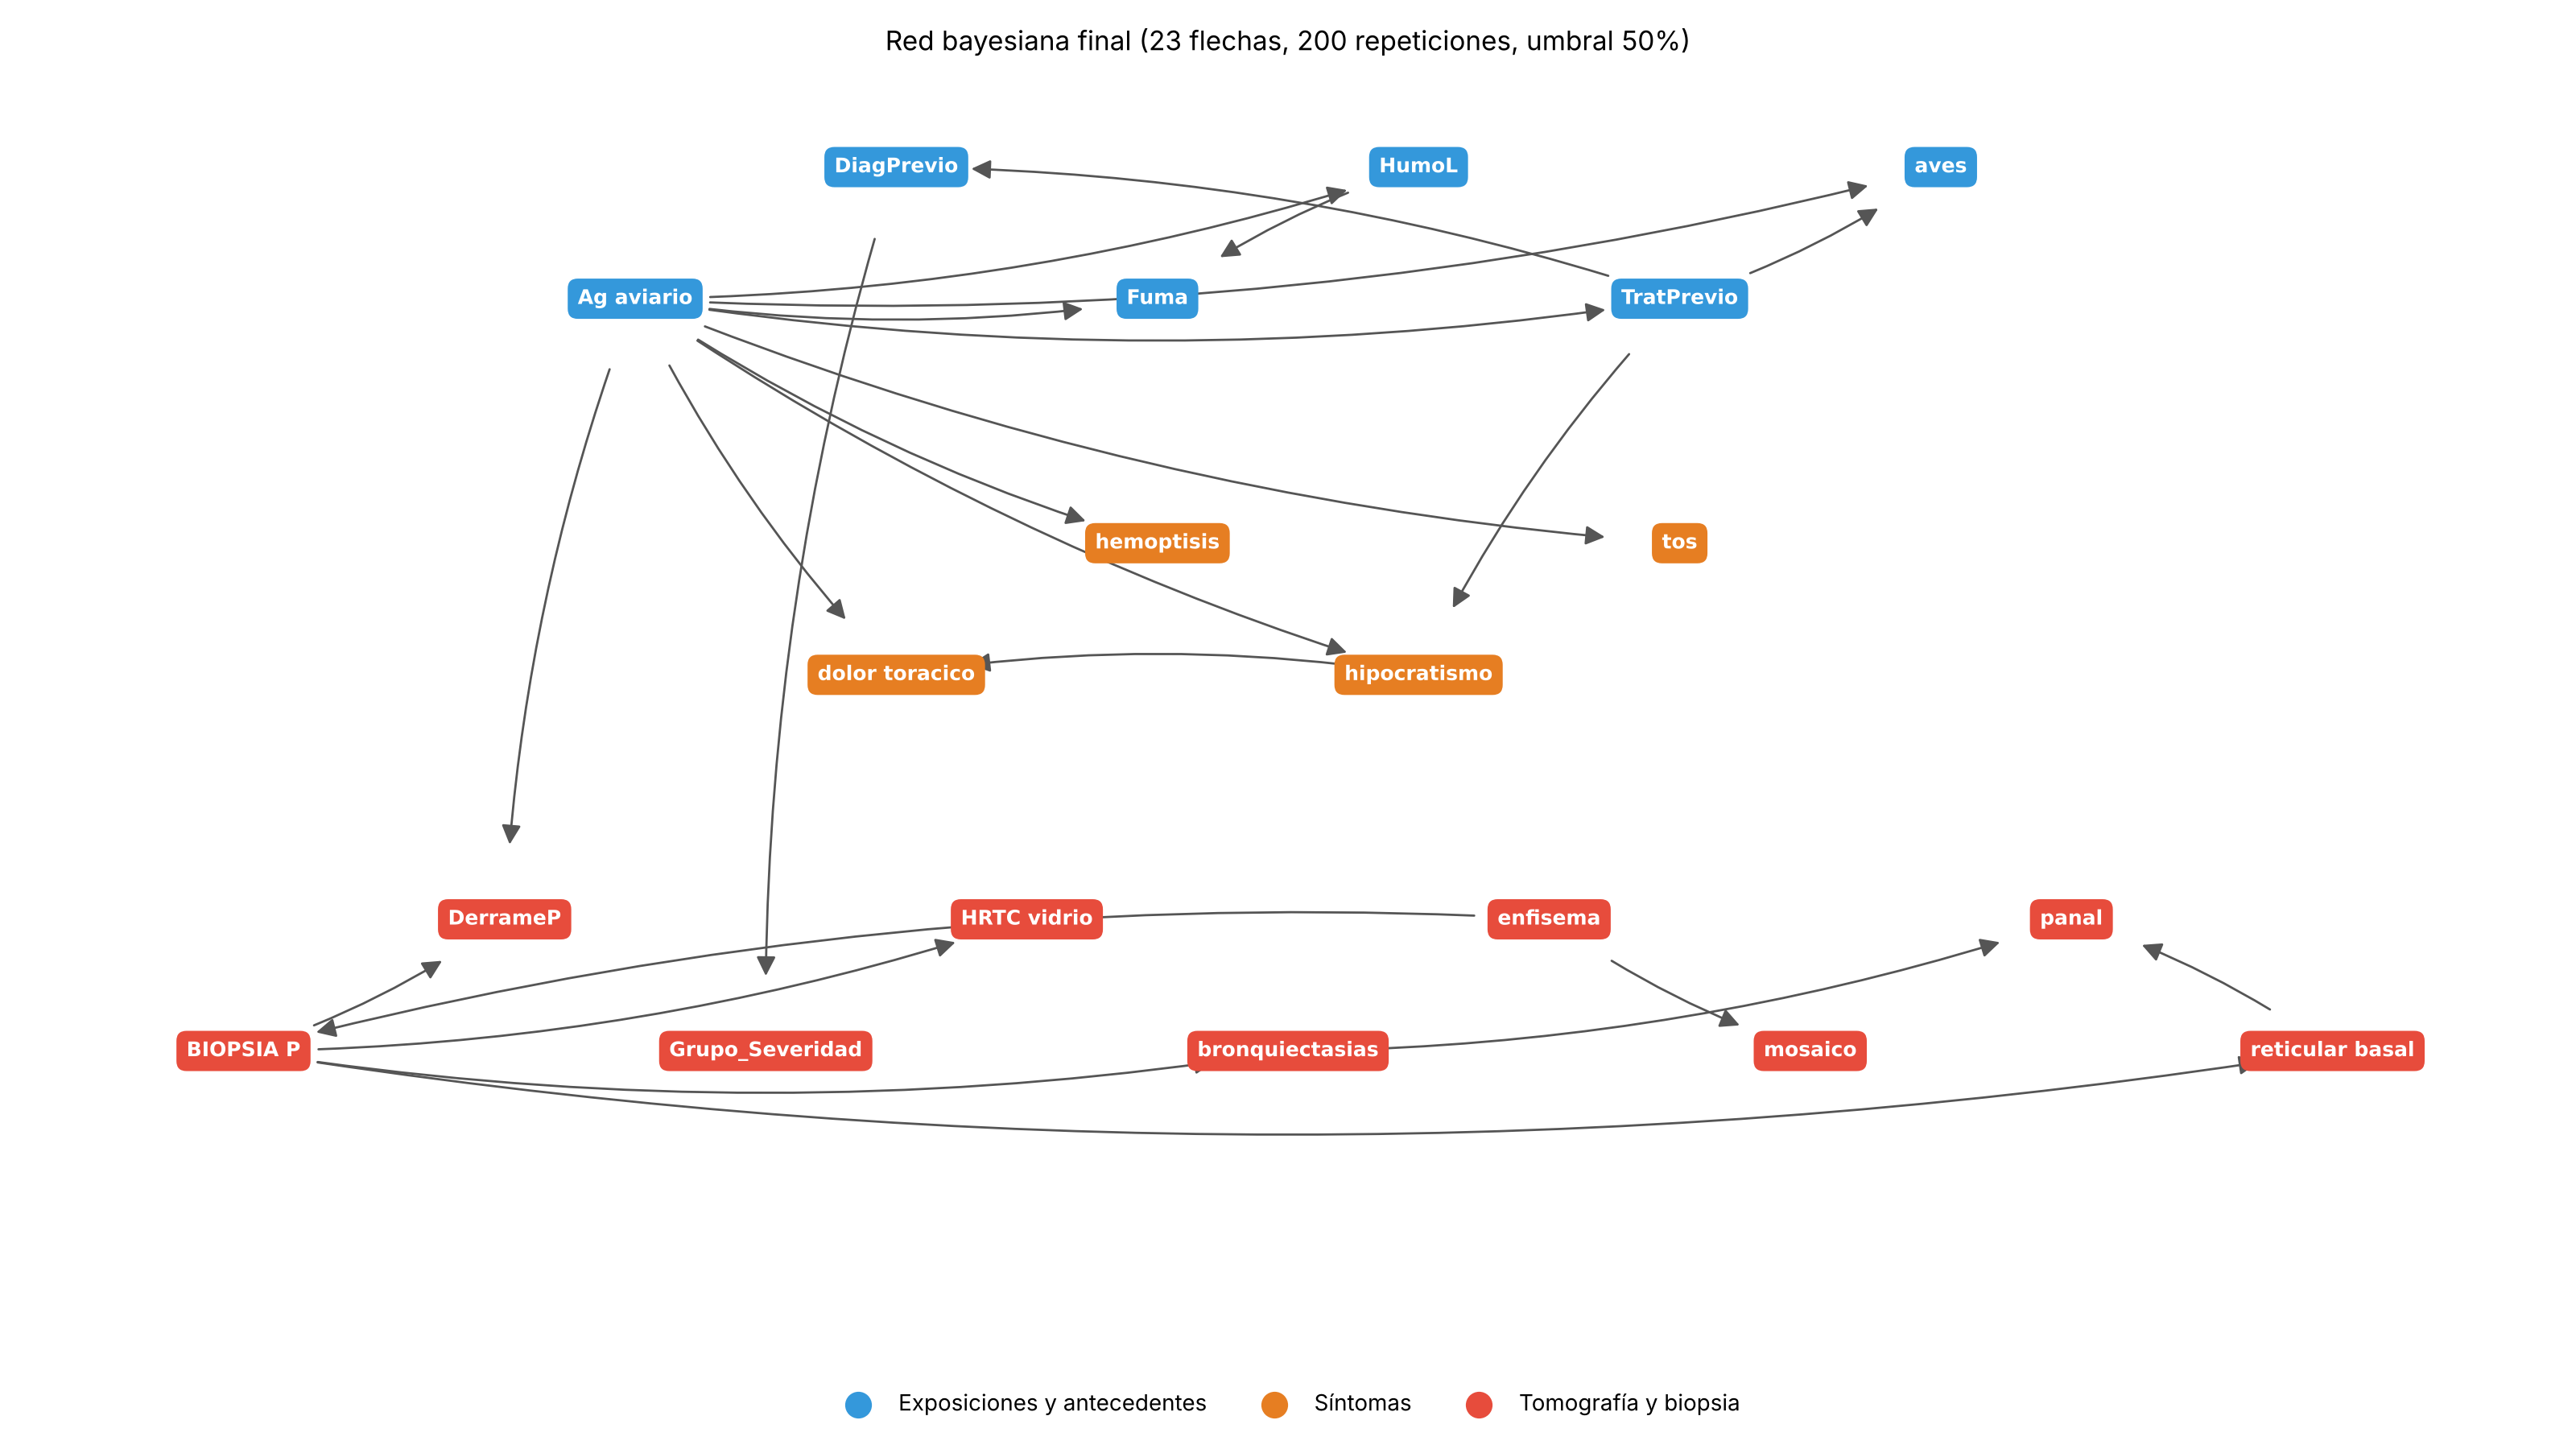 Red bayesiana final (23 flechas, 200 repeticiones, umbral 50%)
DiagPrevio
HumoL
aves
Ag aviario
Fuma
TratPrevio
hemoptisis
tos
dolor toracico
hipocratismo
DerrameP
HRTC vidrio
enfisema
panal
BIOPSIA P
Grupo_Severidad
bronquiectasias
mosaico
reticular basal
Exposiciones y antecedentes
Síntomas
Tomografía y biopsia